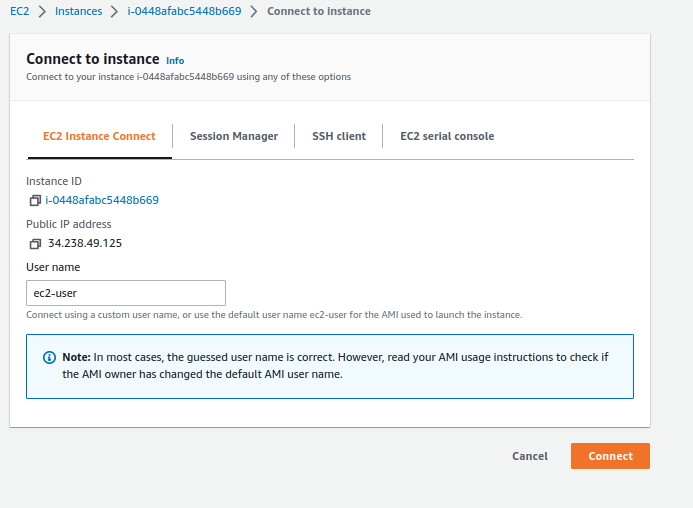 EC2 > Instances > i-0448afabc5448b669 > Connect to instance
Connect to instance Info
Connect to your instance i-0448afabc5448b669 using any of these options
EC2 Instance Connect
Session Manager
SSH client
EC2 serial console
Instance ID
i-0448afabc5448b669
Public IP address
34.238.49.125
User name
ec2-user
Connect using a custom user name, or use the default user name ec2-user for the AMI used to launch the instance.
Note: In most cases, the guessed user name is correct. However, read your AMI usage instructions to check if
the AMI owner has changed the default AMI user name.
Cancel
Connect